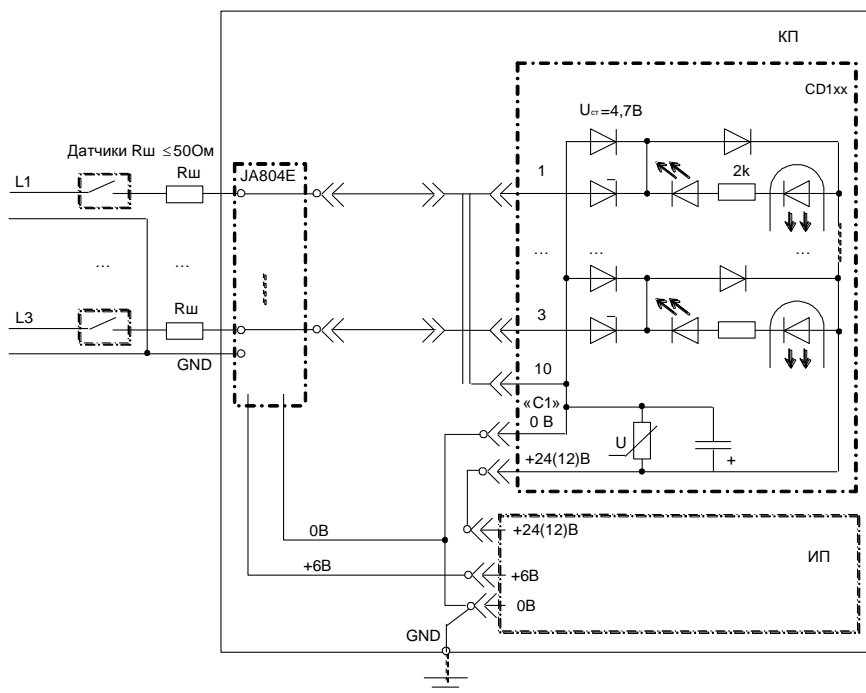 КП
CD1xx
Uст=4,7В
Датчики Rш ≤50Ом
L1
Rш
JA804E
1
2k
...
...
...
...
...
L3
Rш
3
GND
10
«C1»
0 В
U
+24(12)В
+
0В
+24(12)В
ИП
+6В
+6В
0В
GND